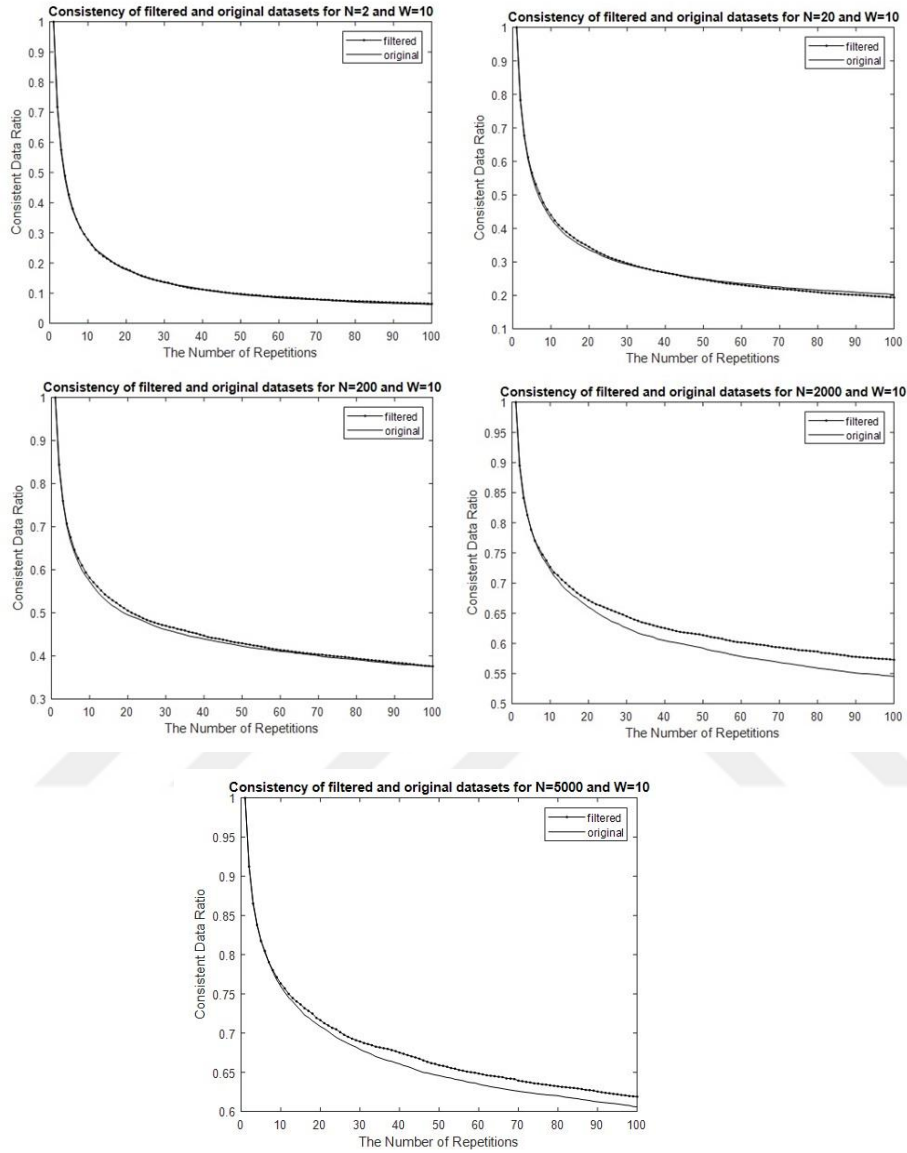 Consistency of filtered and original datasets for N=2 and W=10
filtered
original
Consistent Data Ratio
1
0.9
0.8
0.7
0.6
0.5
0.4
0.3
0.2
0.1
0
0 10 20 30 40 50 60 70 80 90 100
The Number of Repetitions
Consistency of filtered and original datasets for N=20 and W=10
filtered
original
Consistent Data Ratio
1
0.9
0.8
0.7
0.6
0.5
0.4
0.3
0.2
0.1
0 10 20 30 40 50 60 70 80 90 100
The Number of Repetitions
Consistency of filtered and original datasets for N=200 and W=10
filtered
original
Consistent Data Ratio
1
0.9
0.8
0.7
0.6
0.5
0.4
0.3
0 10 20 30 40 50 60 70 80 90 100
The Number of Repetitions
Consistency of filtered and original datasets for N=2000 and W=10
filtered
original
Consistent Data Ratio
1
0.95
0.9
0.85
0.8
0.75
0.7
0.65
0.6
0.55
0.5
0 10 20 30 40 50 60 70 80 90 100
The Number of Repetitions
Consistency of filtered and original datasets for N=5000 and W=10
filtered
original
Consistent Data Ratio
1
0.95
0.9
0.85
0.8
0.75
0.7
0.65
0.6
0 10 20 30 40 50 60 70 80 90 100
The Number of Repetitions